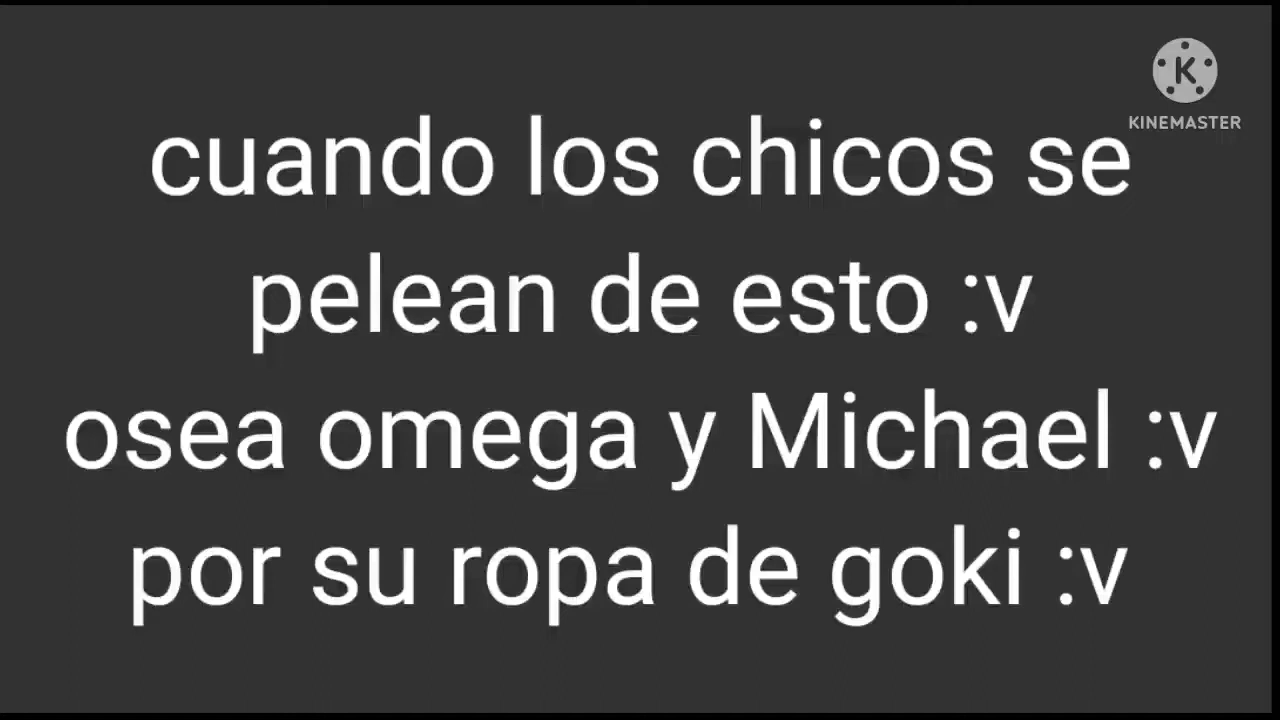 K
KINEMASTER
cuando los chicos se
pelean de esto :v
osea omega y Michael :v
por su ropa de goki :v